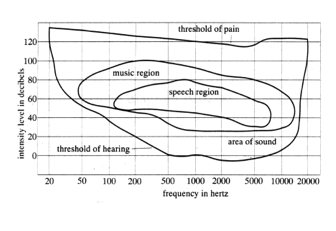 threshold of pain
120
100
music region
80
speech region
60
40
20
area of sound
threshold of hearing
0
intensity level in decibels
20 50 100 200 500 1000 2000 5000 10000 20000
frequency in hertz